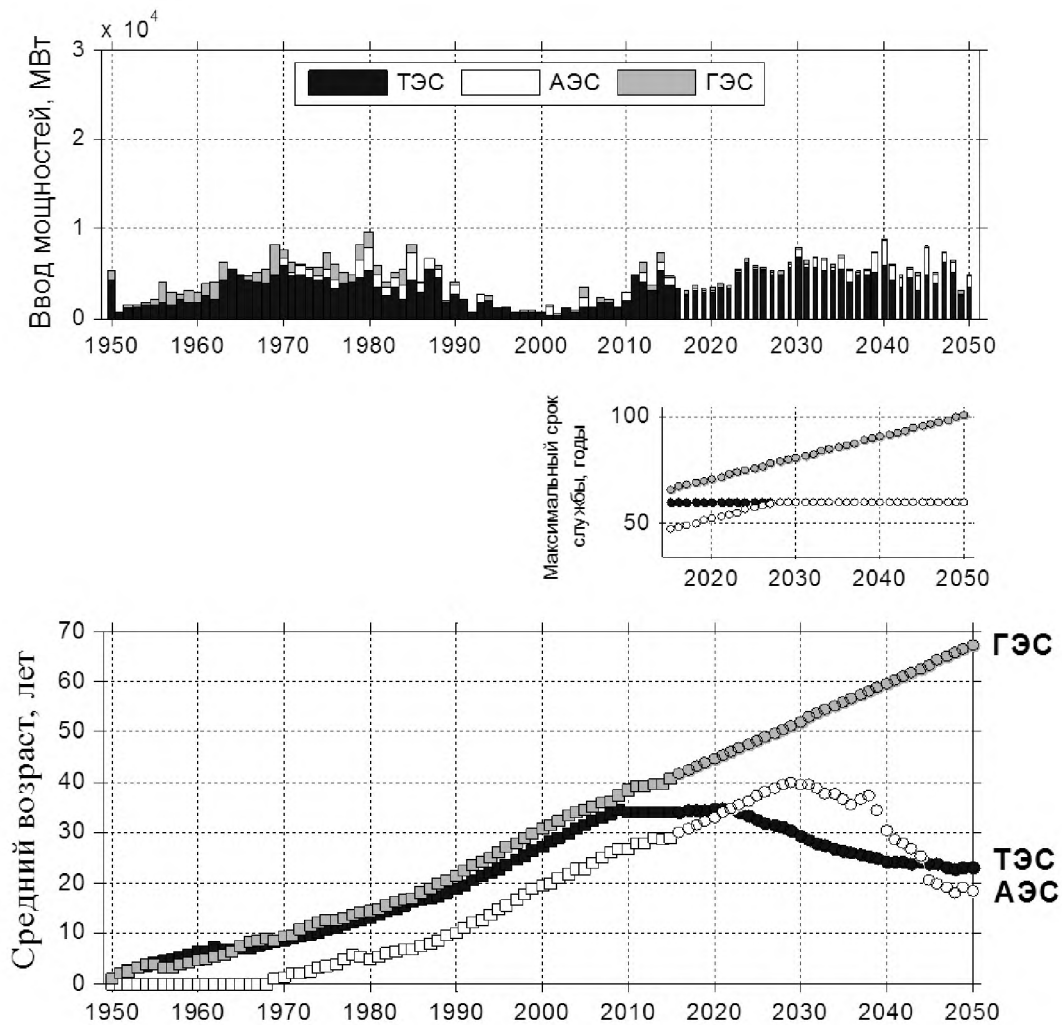 x 10⁴
3
2
1
0
Ввод мощностей, МВт
ТЭС АЭС ГЭС
1950 1960 1970 1980 1990 2000 2010 2020 2030 2040 2050
Максимальный срок
службы, годы
100
50
2020 2030 2040 2050
Средний возраст, лет
70
60
50
40
30
20
10
0
ГЭС
ТЭС
АЭС
1950 1960 1970 1980 1990 2000 2010 2020 2030 2040 2050